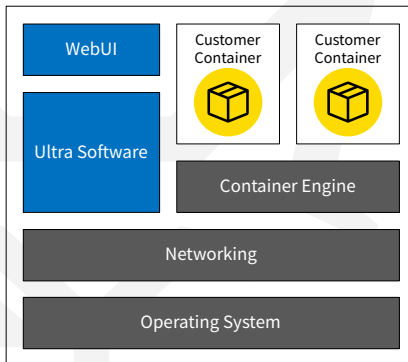 WebUI
Customer
Container
Customer
Container
Ultra Software
Container Engine
Networking
Operating System